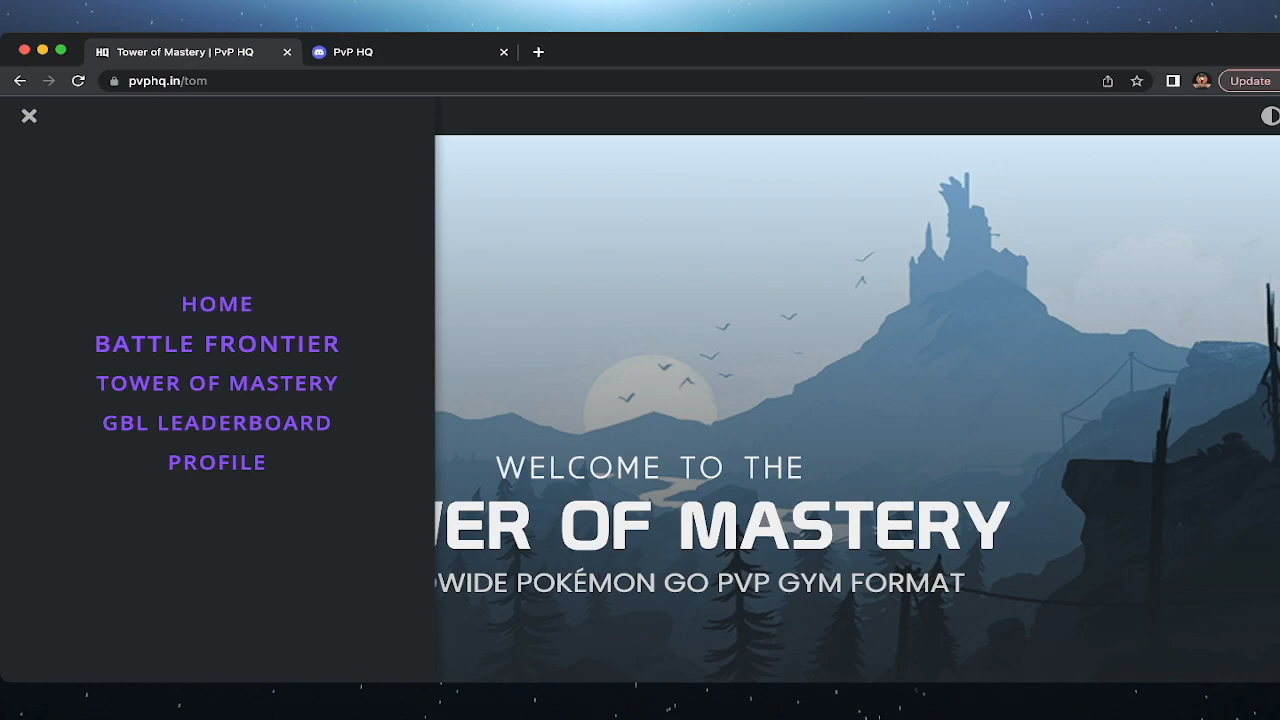 HQ Tower of Mastery | PvP HQ
PvP HQ
pvphq.in/tom
Update
HOME
BATTLE FRONTIER
TOWER OF MASTERY
GBL LEADERBOARD
PROFILE
WELCOME TO THE
WER OF MASTERY
WIDE POKÉMON GO PVP GYM FORMAT